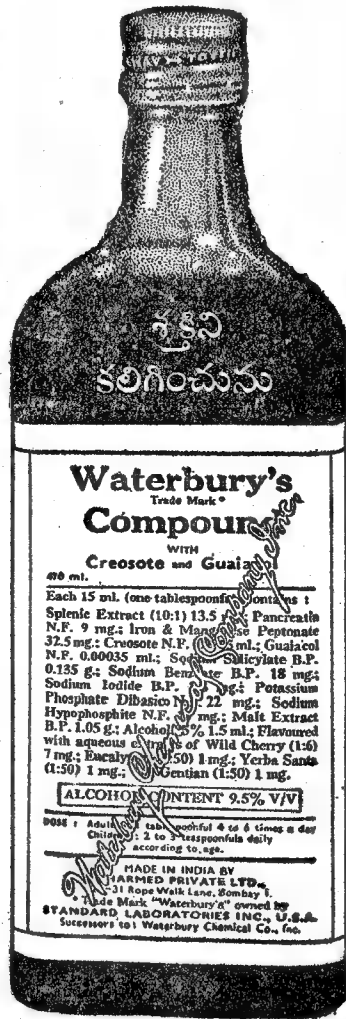 శక్తిని
కలిగించును
Waterbury's
Trade Mark
Compoun
WITH
Creosote and Guaiacol
Each 15 ml. (one tablespoonful) contains :
Splenic Extract (10:1) 13.5 Pancreatin
N.F. 9 mg.; Iron & Manganese Peptonate
32.5 mg.; Creosote N.F. ml.; Guaiacol
N.F. 0.00035 ml.; Sodium Salicylate B.P.
0.135 g.; Sodium Benzoate B.P. 18 mg.;
Sodium Iodide B.P. Potassium
Phosphate Dibasic N.F. 22 mg.; Sodium
Hypophosphite N.F. mg.; Malt Extract
B.P. 1.05 g.; Alcohol 1.5 ml.; Flavoured
with aqueous of Wild Cherry (1:6)
7 mg.; 1 mg.; Yerba Santa
(1:50) 1 mg.; Gentian (1:50) 1 mg.
ALCOHOL CONTENT 9.5% V/V
DOSE : 4 to 6 times a day
2 to 3 teaspoonfuls daily
according to age.
MADE IN INDIA BY
PRIVATE LTD.,
31 Rope Walk Lane, Bombay 1.
Trade Mark "Waterbury's" owned by
STANDARD LABORATORIES INC., U.S.A.
Successors to: Waterbury Chemical Co., Inc.
Waterbury Chemical Company Inc.